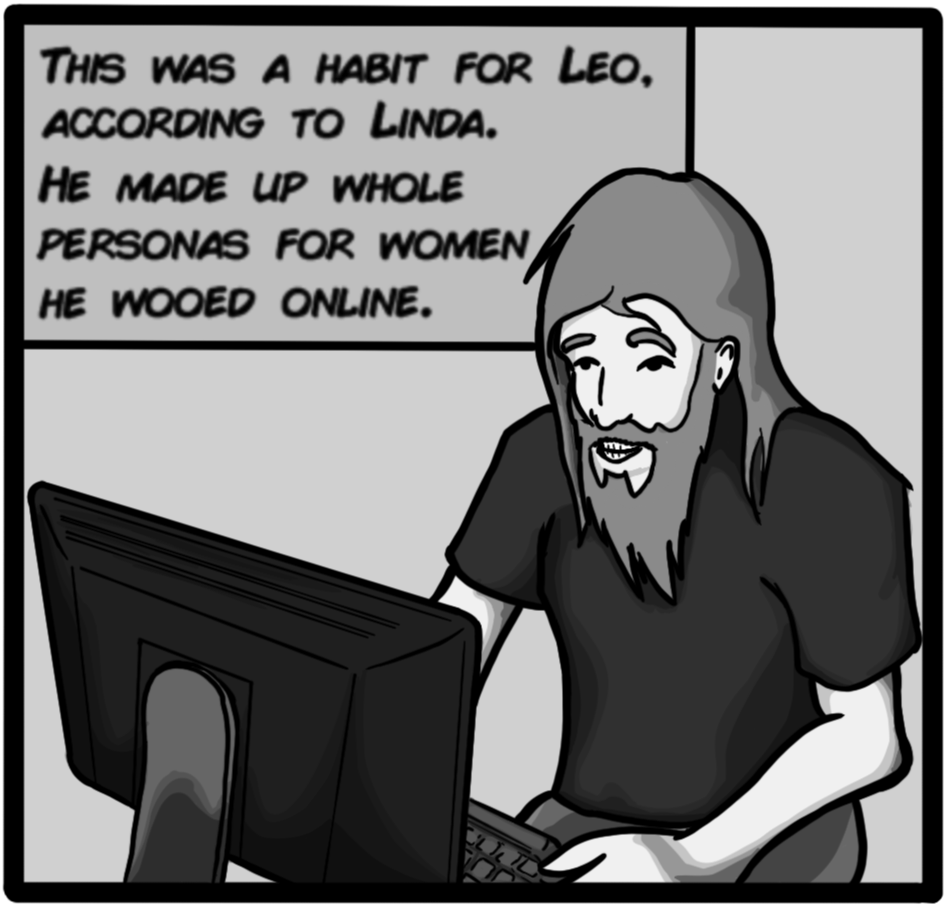 This was a habit for Leo,
according to Linda.
He made up whole
personas for women
he wooed online.